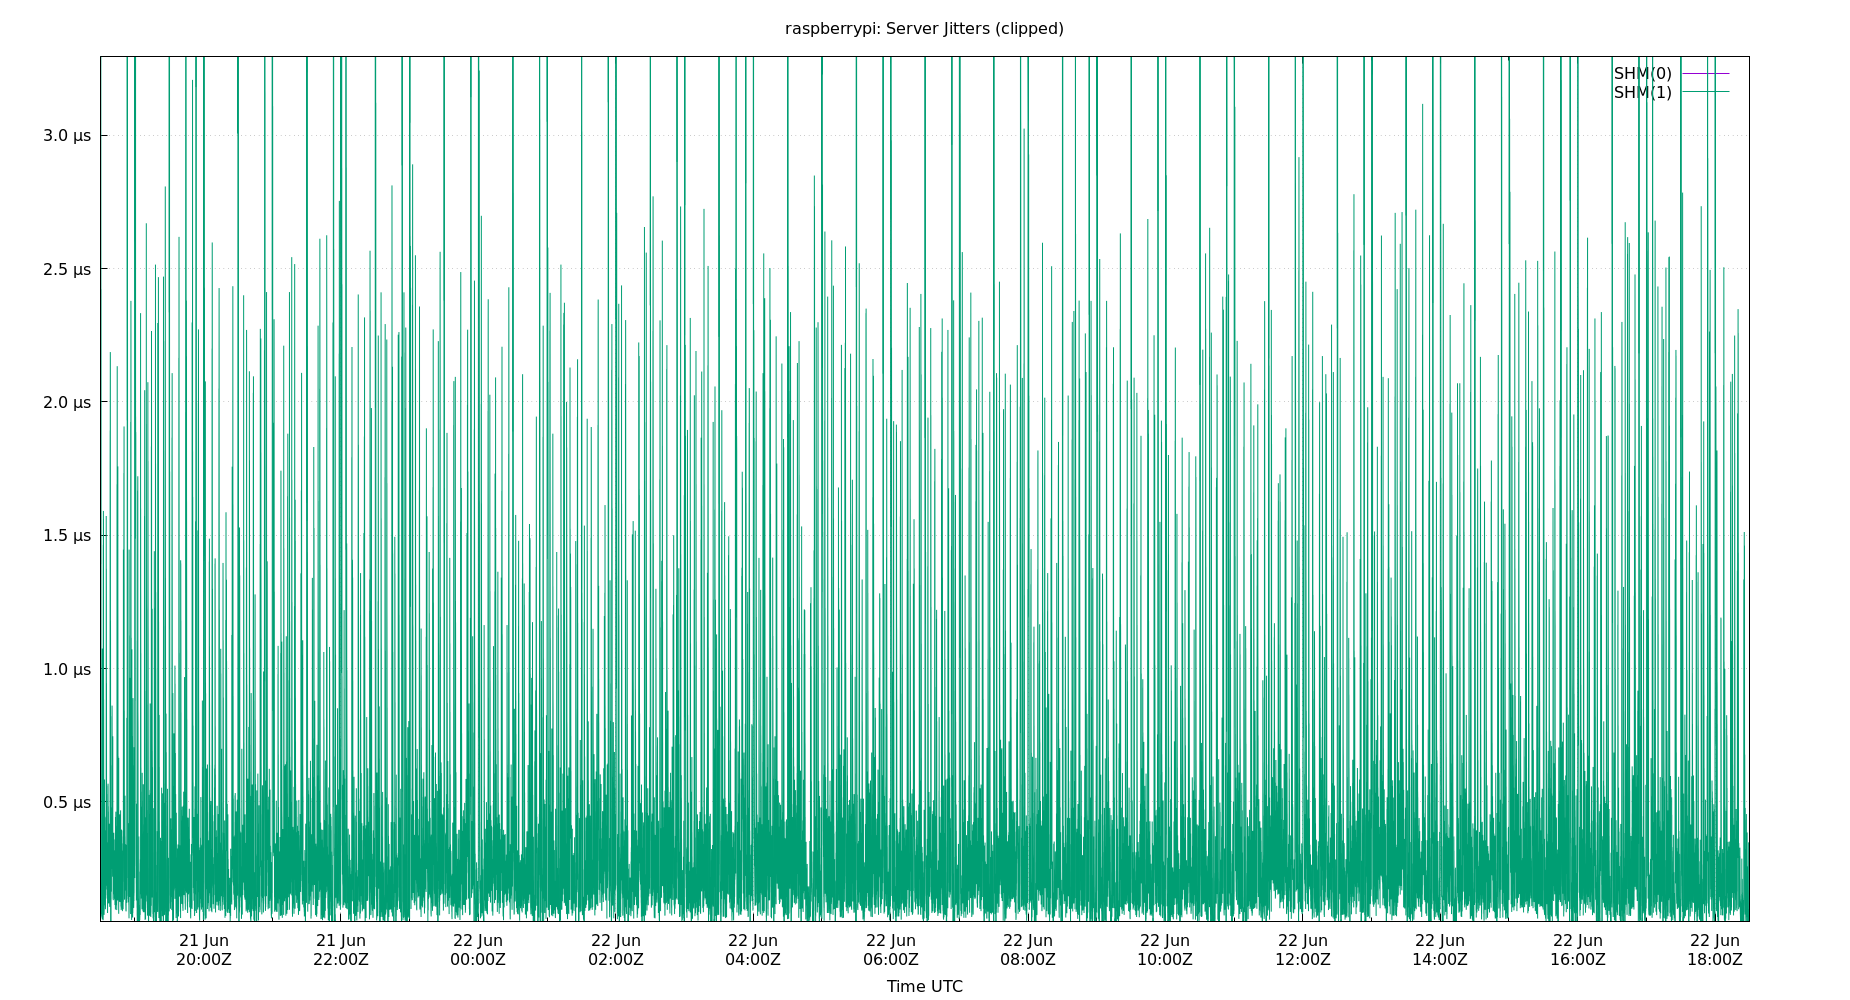 raspberrypi: Server Jitters (clipped)
SHM(0)
SHM(1)
3.0 µs
2.5 µs
2.0 µs
1.5 µs
1.0 µs
0.5 µs
21 Jun 21 Jun 22 Jun 22 Jun 22 Jun 22 Jun 22 Jun 22 Jun 22 Jun 22 Jun 22 Jun 22 Jun
20:00Z 22:00Z 00:00Z 02:00Z 04:00Z 06:00Z 08:00Z 10:00Z 12:00Z 14:00Z 16:00Z 18:00Z
Time UTC